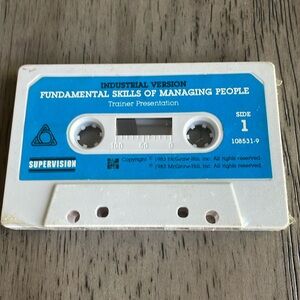 INDUSTRIAL VERSION
FUNDAMENTAL SKILLS OF MANAGING PEOPLE
Trainer Presentation
SIDE
1
108531-9
100 50 0
SUPERVISION
Copyright © 1983 McGraw-Hill, Inc. All rights reserved.
℗ 1983 McGraw-Hill, Inc. All rights reserved.